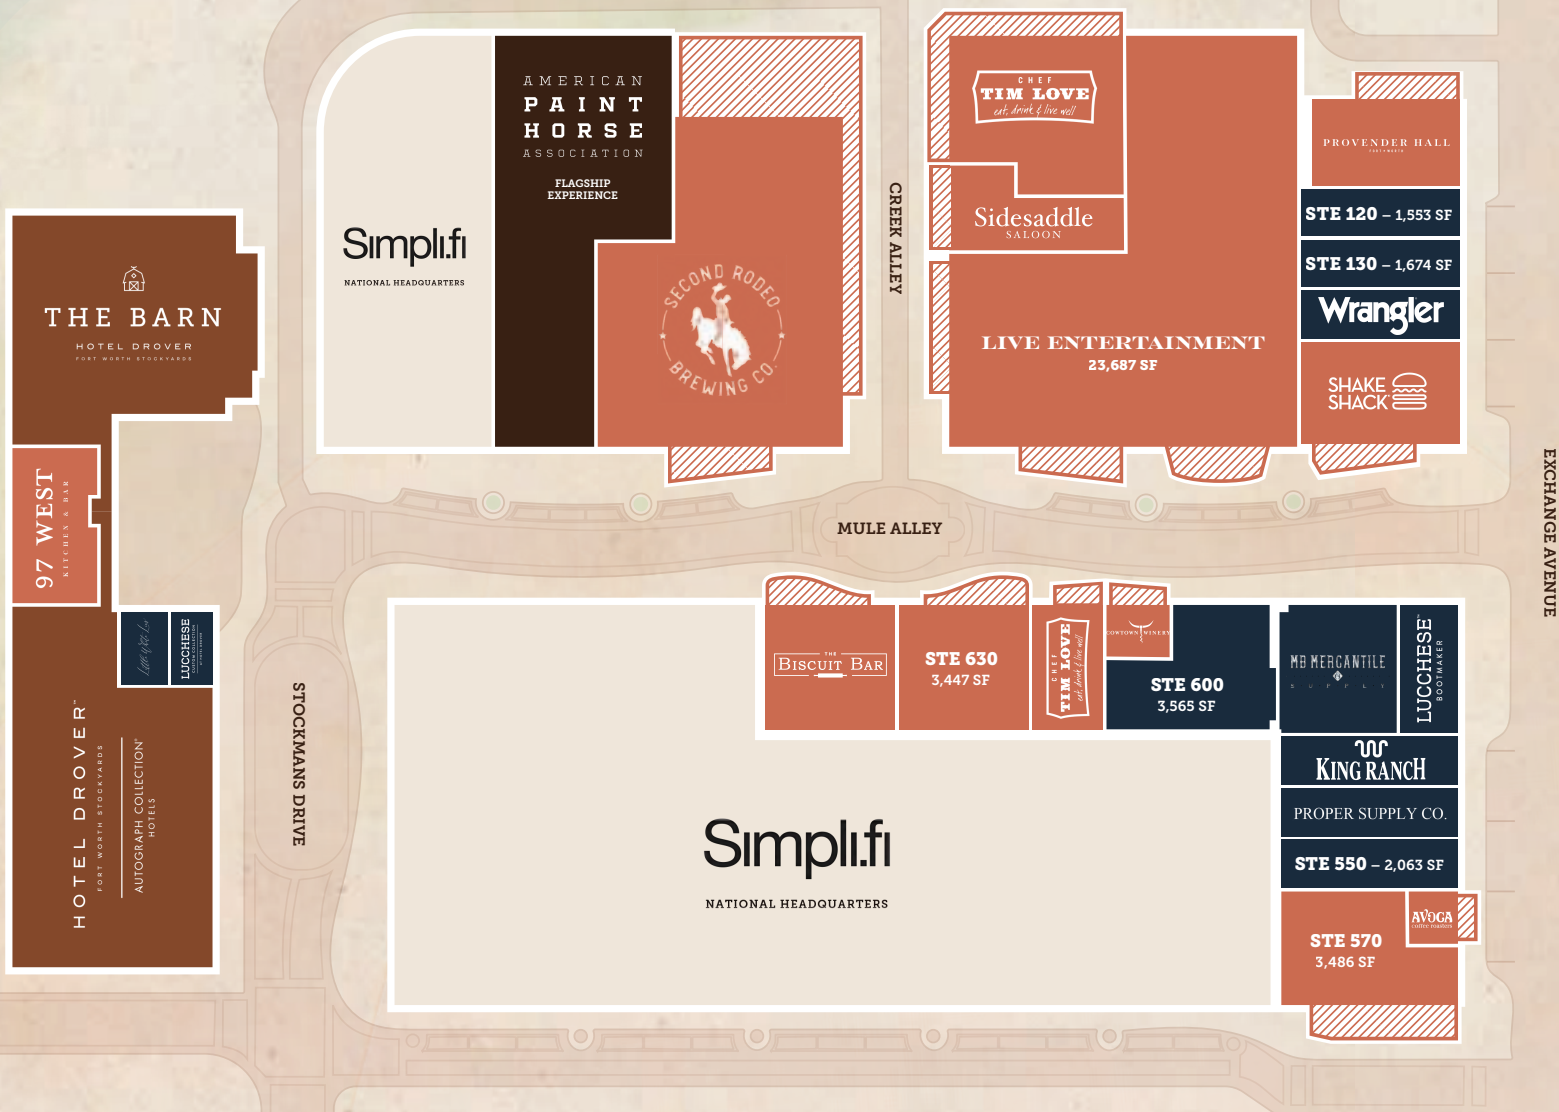 AMERICAN
PAINT
HORSE
ASSOCIATION
FLAGSHIP
EXPERIENCE
Simpli.fi
NATIONAL HEADQUARTERS
SECOND RODEO
BREWING CO.
CREEK ALLEY
CHEF
TIM LOVE
eat, drink & live well
Sidesaddle
SALOON
LIVE ENTERTAINMENT
23,687 SF
PROVENDER HALL
FORT WORTH
STE 120 – 1,553 SF
STE 130 – 1,674 SF
Wrangler
SHAKE
SHACK
THE BARN
HOTEL DROVER
FORT WORTH STOCKYARDS
97 WEST
KITCHEN & BAR
LUCCHESE
CUSTOM COLLECTION
HOTEL DROVER™
FORT WORTH STOCKYARDS
AUTOGRAPH COLLECTION®
HOTELS
STOCKMANS DRIVE
MULE ALLEY
EXCHANGE AVENUE
THE
BISCUIT BAR
STE 630
3,447 SF
CHEF
TIM LOVE
eat, drink & live well
COWTOWN WINERY
STE 600
3,565 SF
MB MERCANTILE
SUPPLY
LUCCHESE™
BOOTMAKER
KING RANCH
PROPER SUPPLY CO.
STE 550 – 2,063 SF
STE 570
3,486 SF
AVOCA
coffee roasters
Simpli.fi
NATIONAL HEADQUARTERS